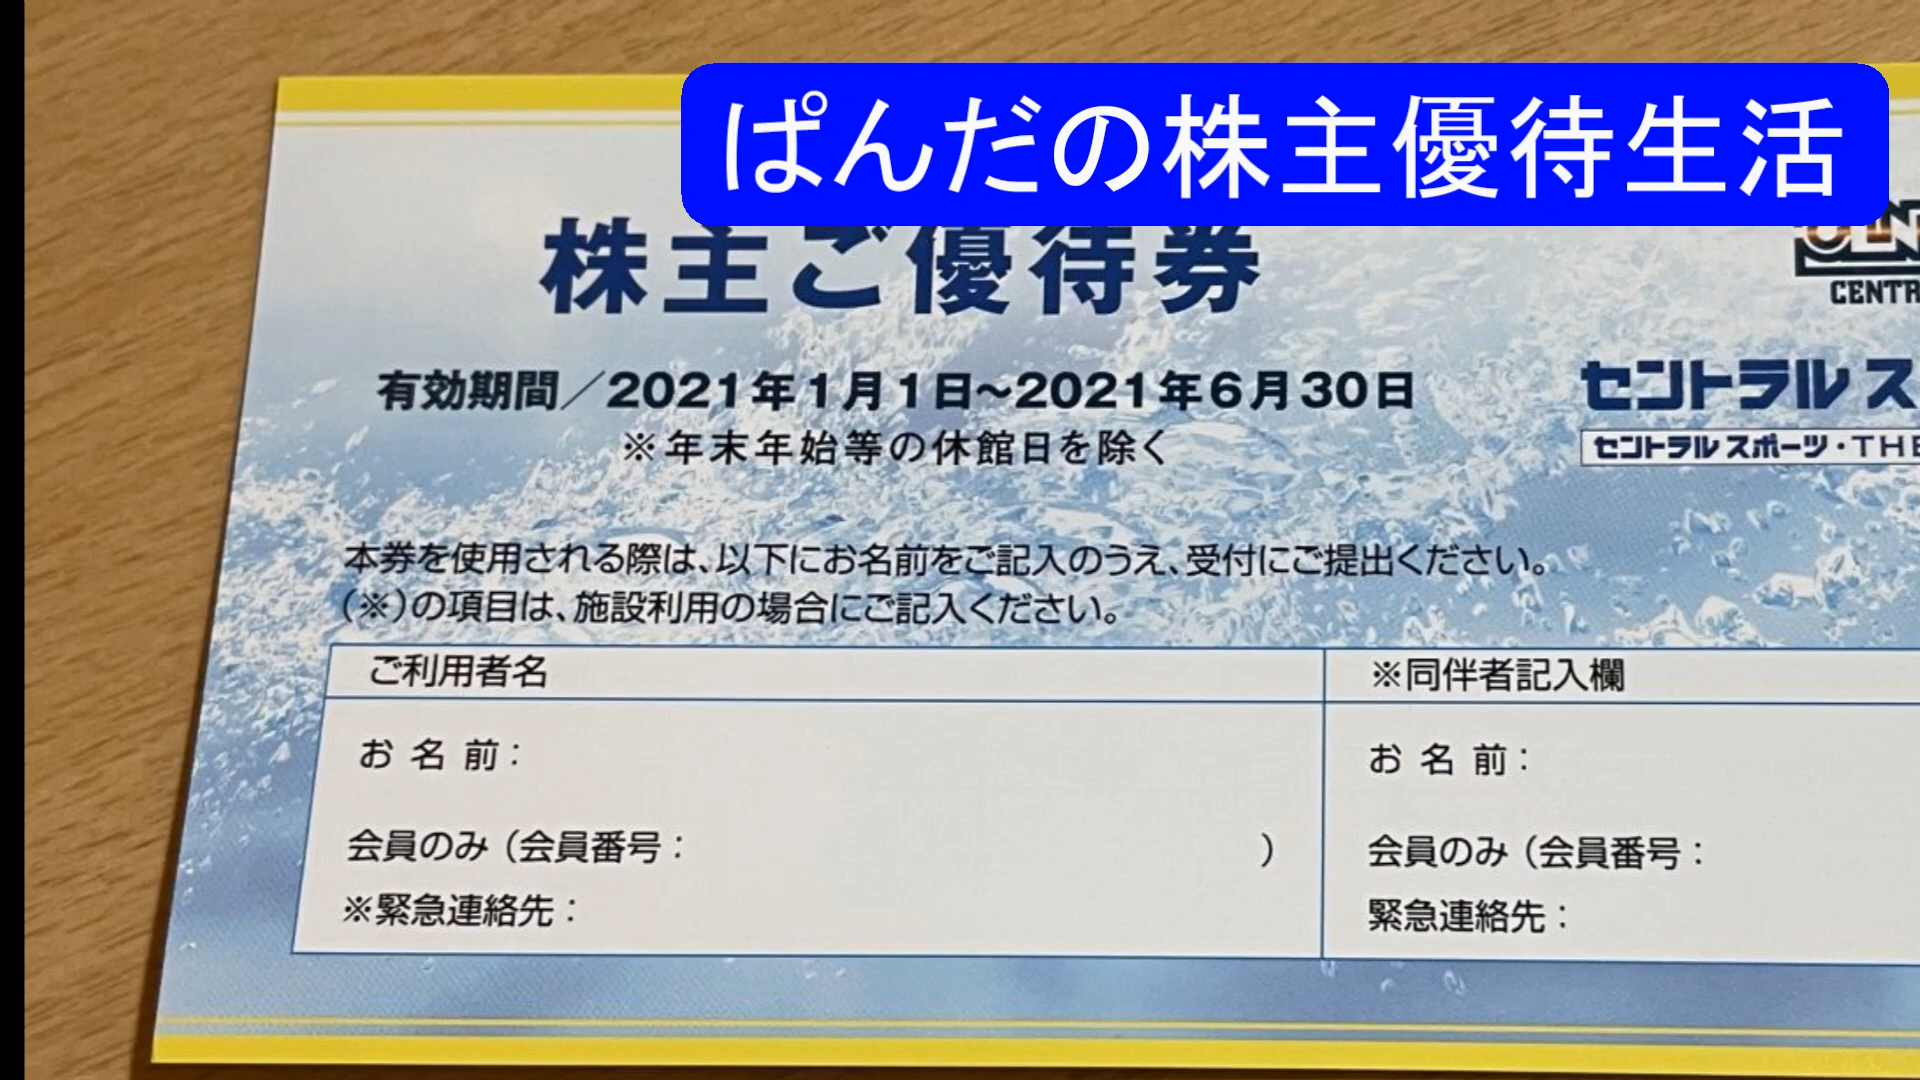 ぱんだの株主優待生活
株主ご優待券
CENTR
有効期間／2021年1月1日～2021年6月30日
※年末年始等の休館日を除く
セントラル ス
セントラル スポーツ・THE
本券を使用される際は、以下にお名前をご記入のうえ、受付にご提出ください。
（※）の項目は、施設利用の場合にご記入ください。
ご利用者名
※同伴者記入欄
お 名 前：
お 名 前：
会員のみ（会員番号： ）
会員のみ（会員番号：
※緊急連絡先：
緊急連絡先：